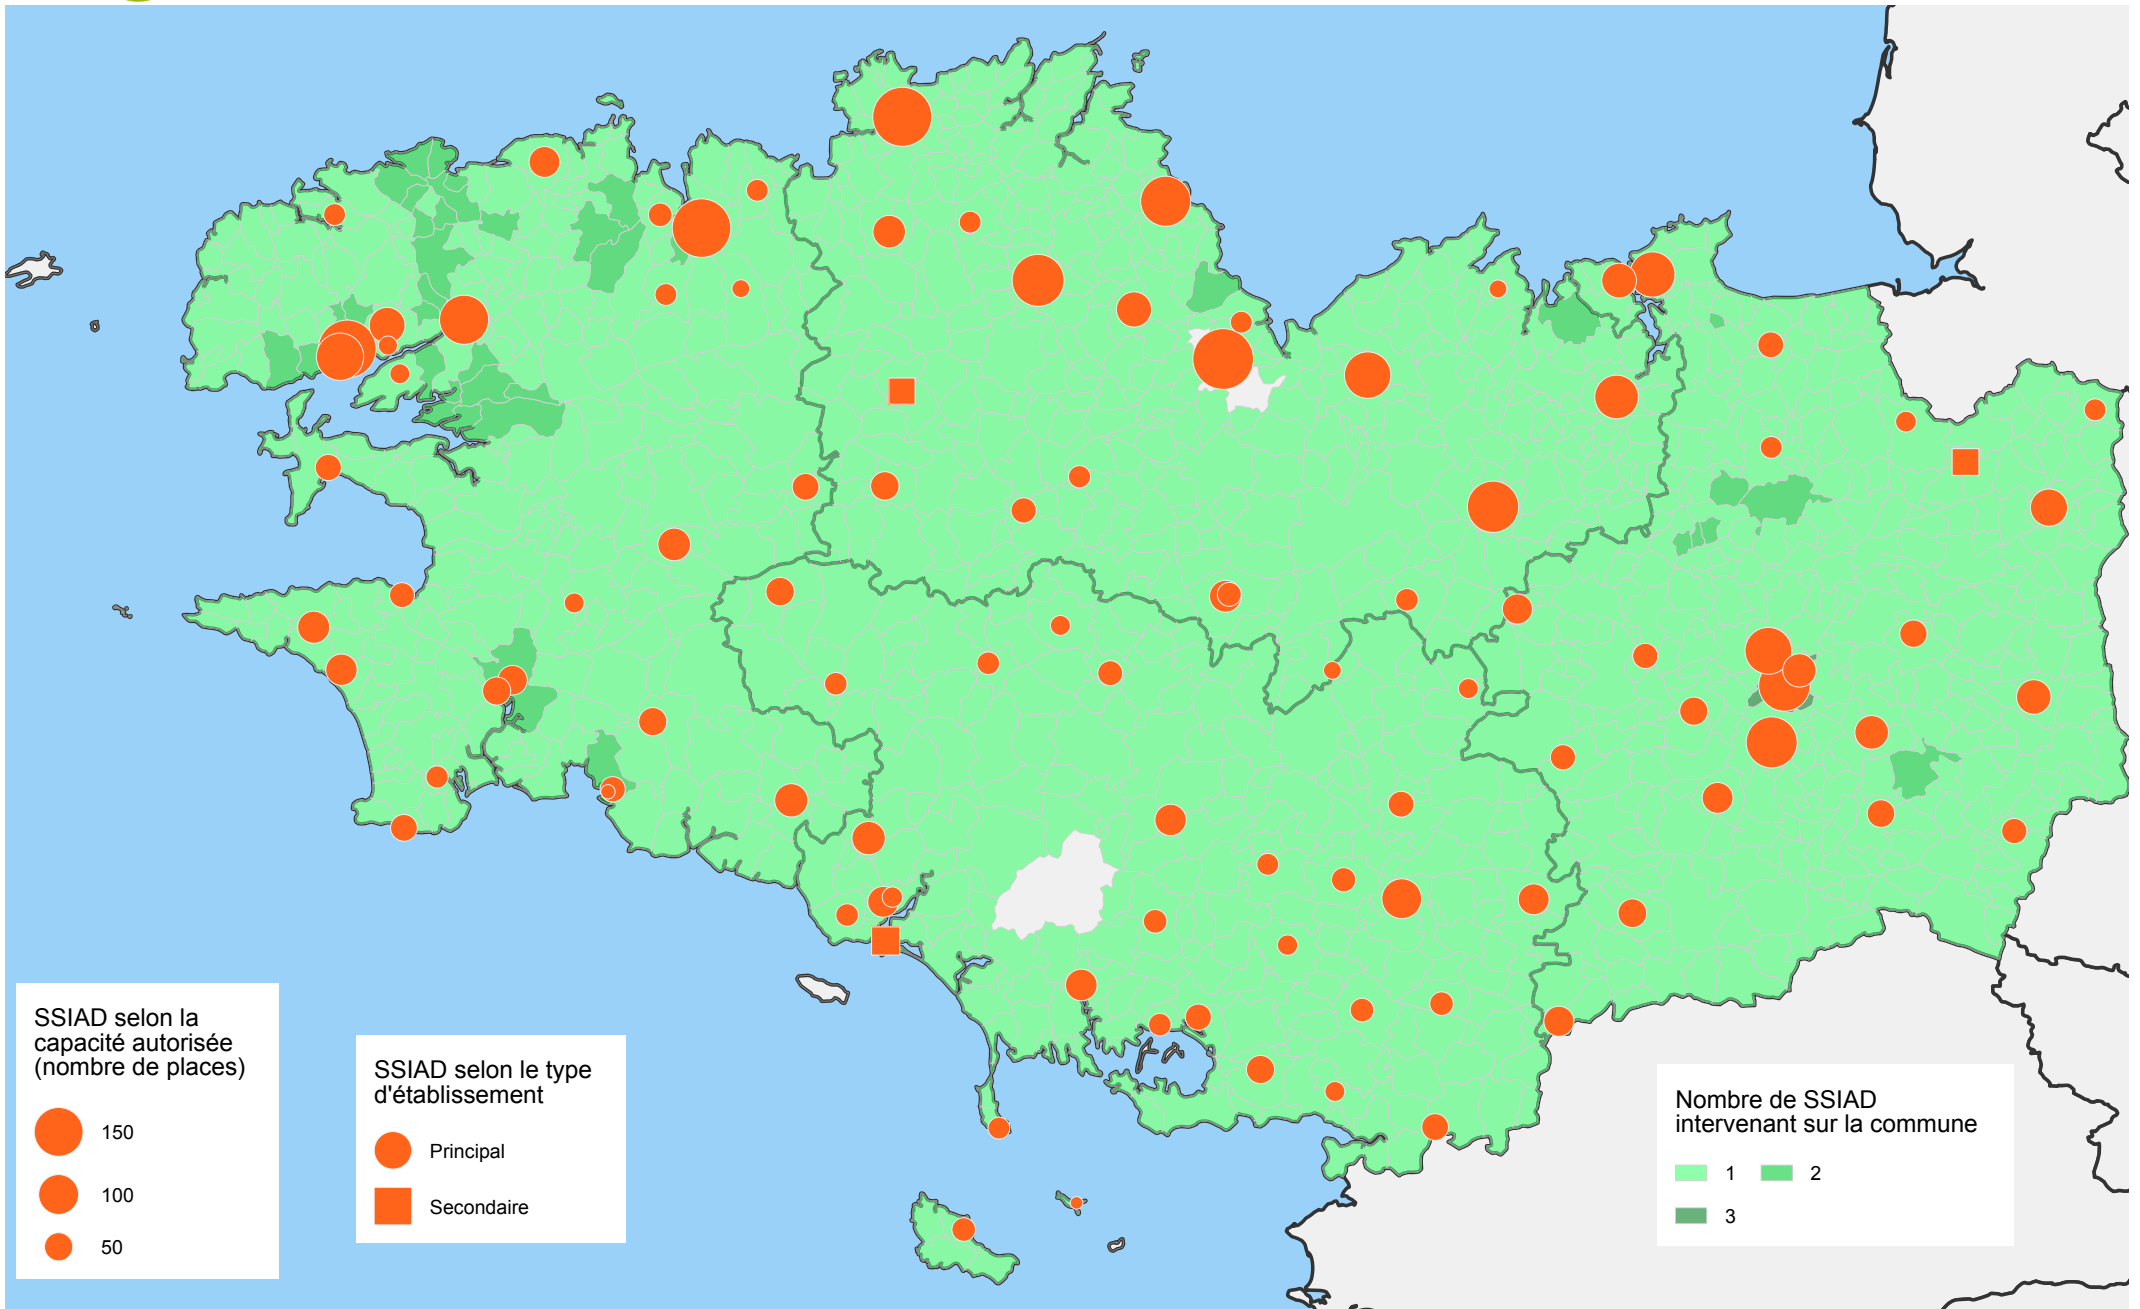 SSIAD selon la
capacité autorisée
(nombre de places)
150
100
50
SSIAD selon le type
d'établissement
Principal
Secondaire
Nombre de SSIAD
intervenant sur la commune
1 2
3